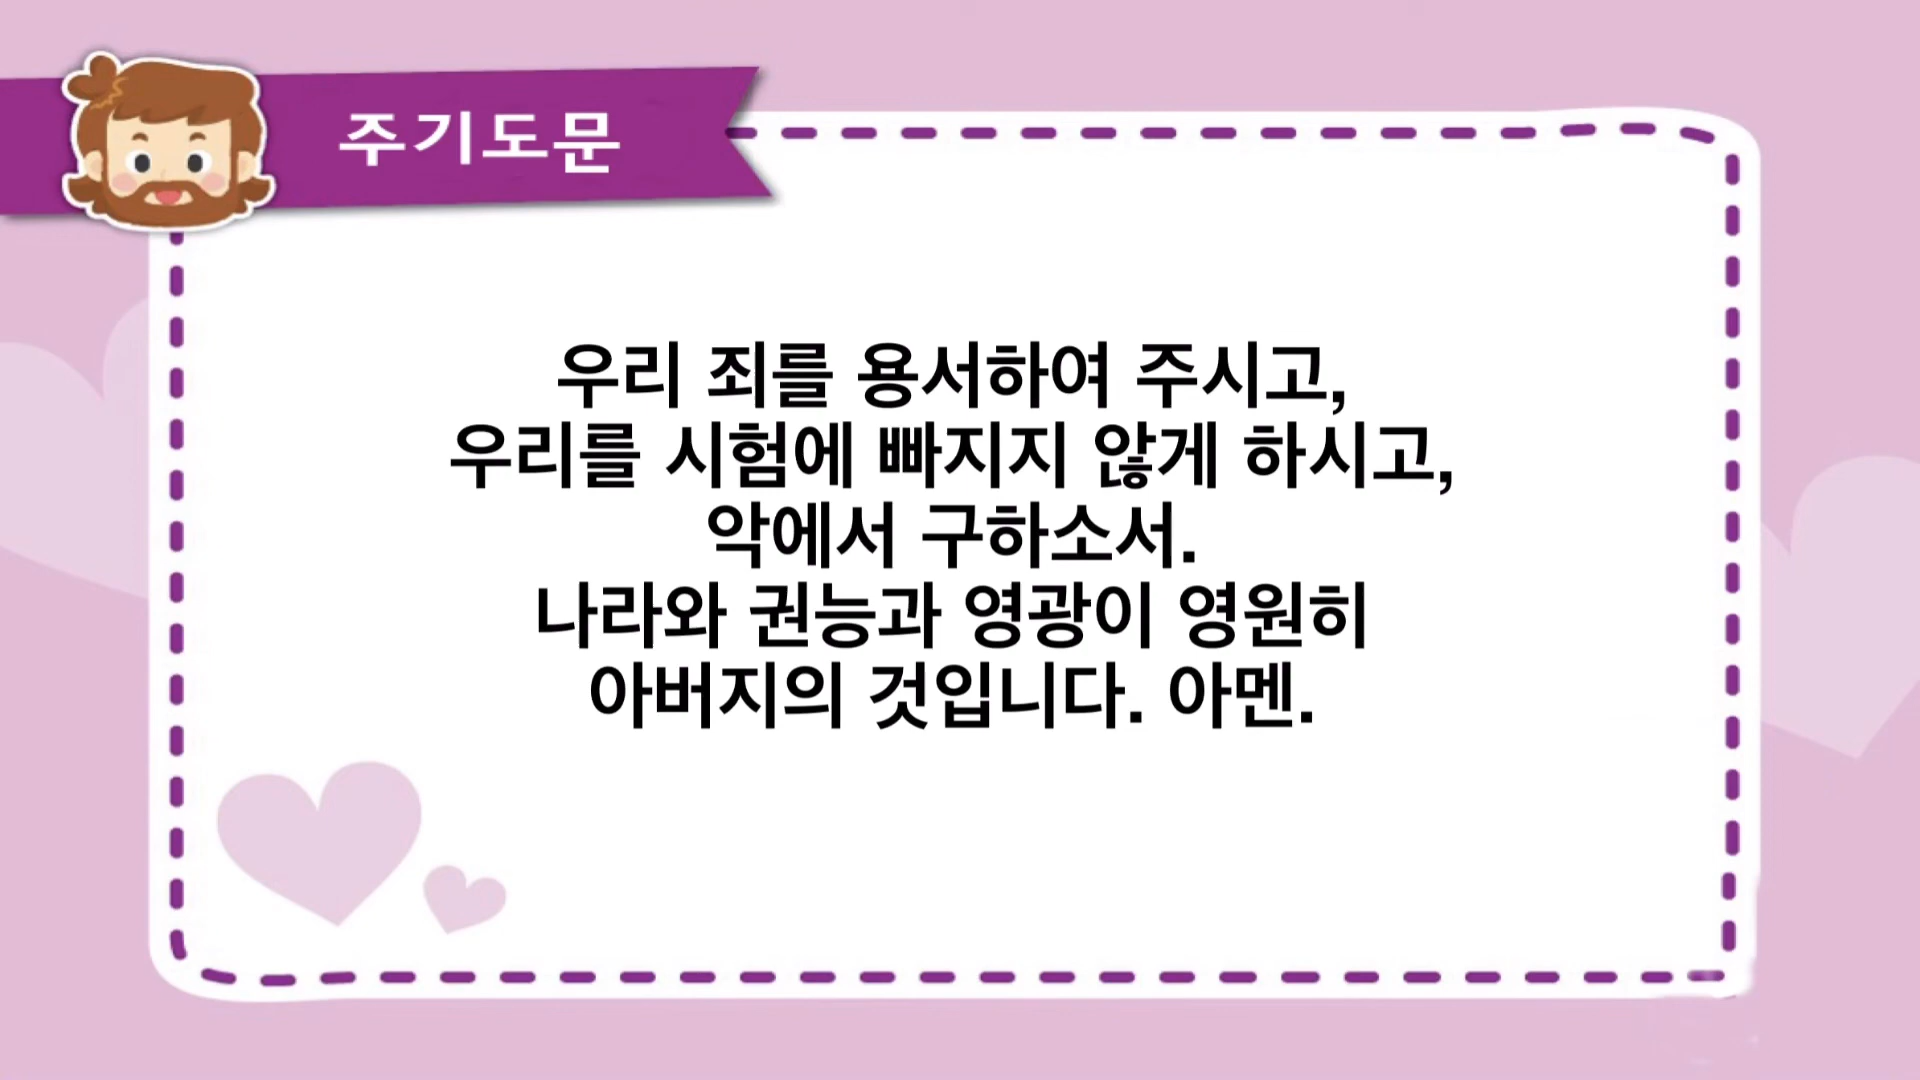 주기도문
우리 죄를 용서하여 주시고,
우리를 시험에 빠지지 않게 하시고,
악에서 구하소서.
나라와 권능과 영광이 영원히
아버지의 것입니다. 아멘.